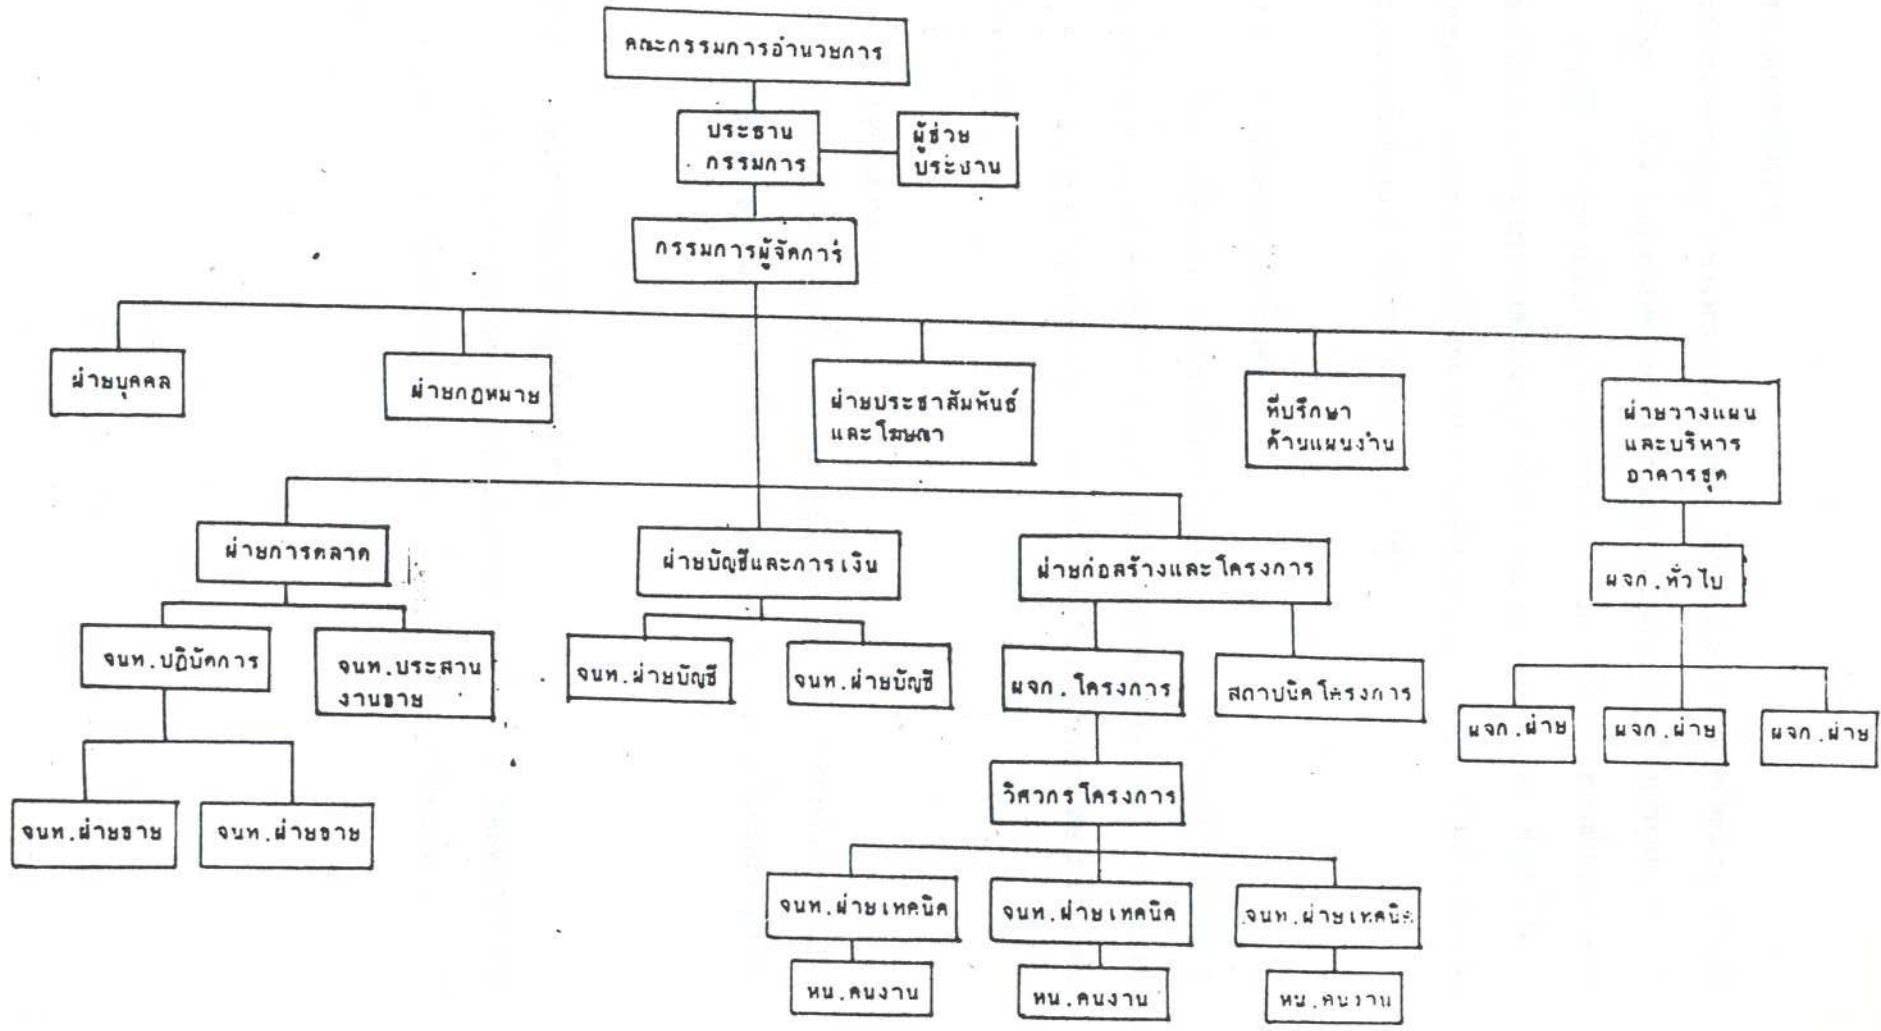 คณะกรรมการอำนวยการ
ประธาน
กรรมการ
ผู้ช่วย
ประธาน
กรรมการผู้จัดการ
ฝ่ายบุคคล
ฝ่ายกฎหมาย
ฝ่ายประชาสัมพันธ์
และโฆษณา
ที่ปรึกษา
ด้านแผนงาน
ฝ่ายวางแผน
และบริหาร
อาคารชุด
ฝ่ายการตลาด
ฝ่ายบัญชีและการเงิน
ฝ่ายก่อสร้างและโครงการ
ผจก.ทั่วไป
จนท.ปฏิบัติการ
จนท.ประสาน
งานขาย
จนท.ฝ่ายบัญชี
จนท.ฝ่ายบัญชี
ผจก.โครงการ
สถาปนิคโครงการ
ผจก.ฝ่าย
ผจก.ฝ่าย
ผจก.ฝ่าย
จนท.ฝ่ายขาย
จนท.ฝ่ายขาย
วิศวกรโครงการ
จนท.ฝ่ายเทคนิค
จนท.ฝ่ายเทคนิค
จนท.ฝ่ายเทคนิค
หน.คนงาน
หน.คนงาน
หน.คนงาน